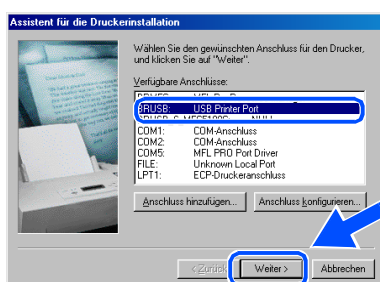 Assistent für die Druckerinstallation
Wählen Sie den gewünschten Anschluss für den Drucker,
und klicken Sie auf "Weiter".
Verfügbare Anschlüsse:
BRUSB: USB Printer Port
COM1: COM-Anschluss
COM2: COM-Anschluss
COM5: MFL PRO Port Driver
FILE: Unknown Local Port
LPT1: ECP-Druckeranschluss
Anschluss hinzufügen... Anschluss konfigurieren...
< Zurück Weiter > Abbrechen